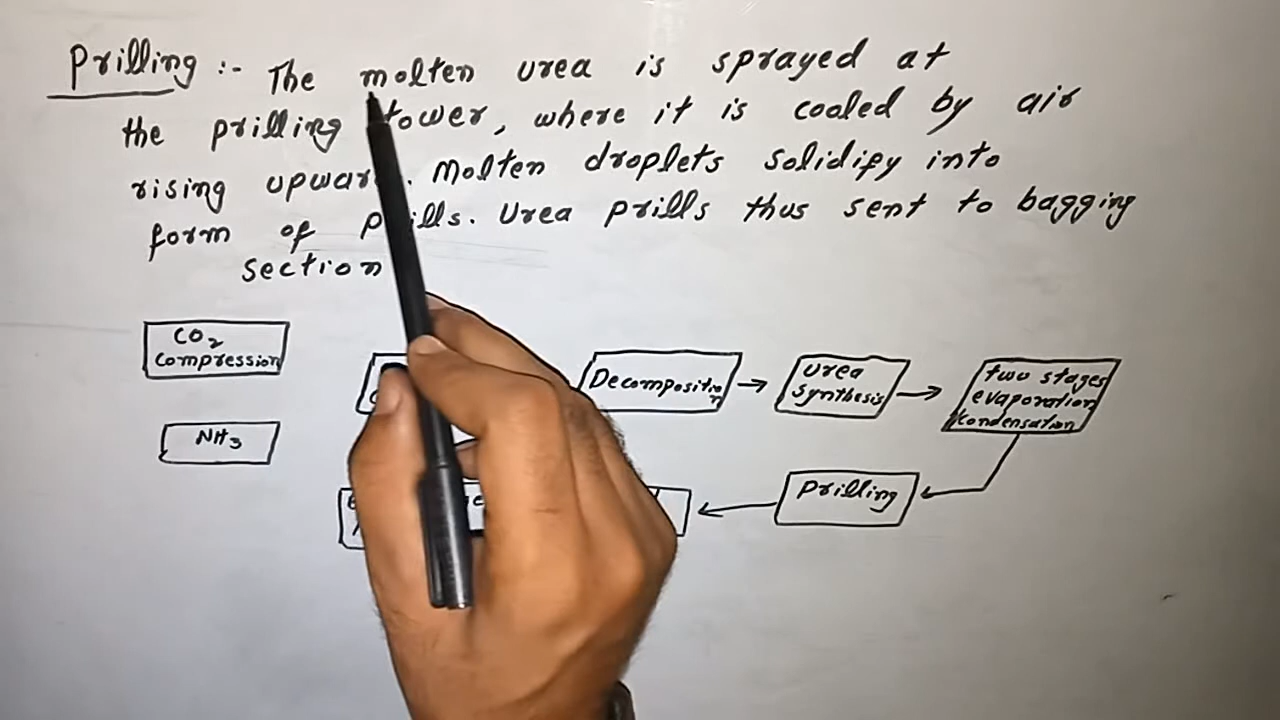 Prilling :- The molten urea is sprayed at
the prilling tower, where it is cooled by air
rising Molten droplets solidify into
form of Urea prills thus sent to bagging
section
CO₂
compression
NH₃
Decomposition
urea
synthesis
two stages
evaporation
condensation
prilling